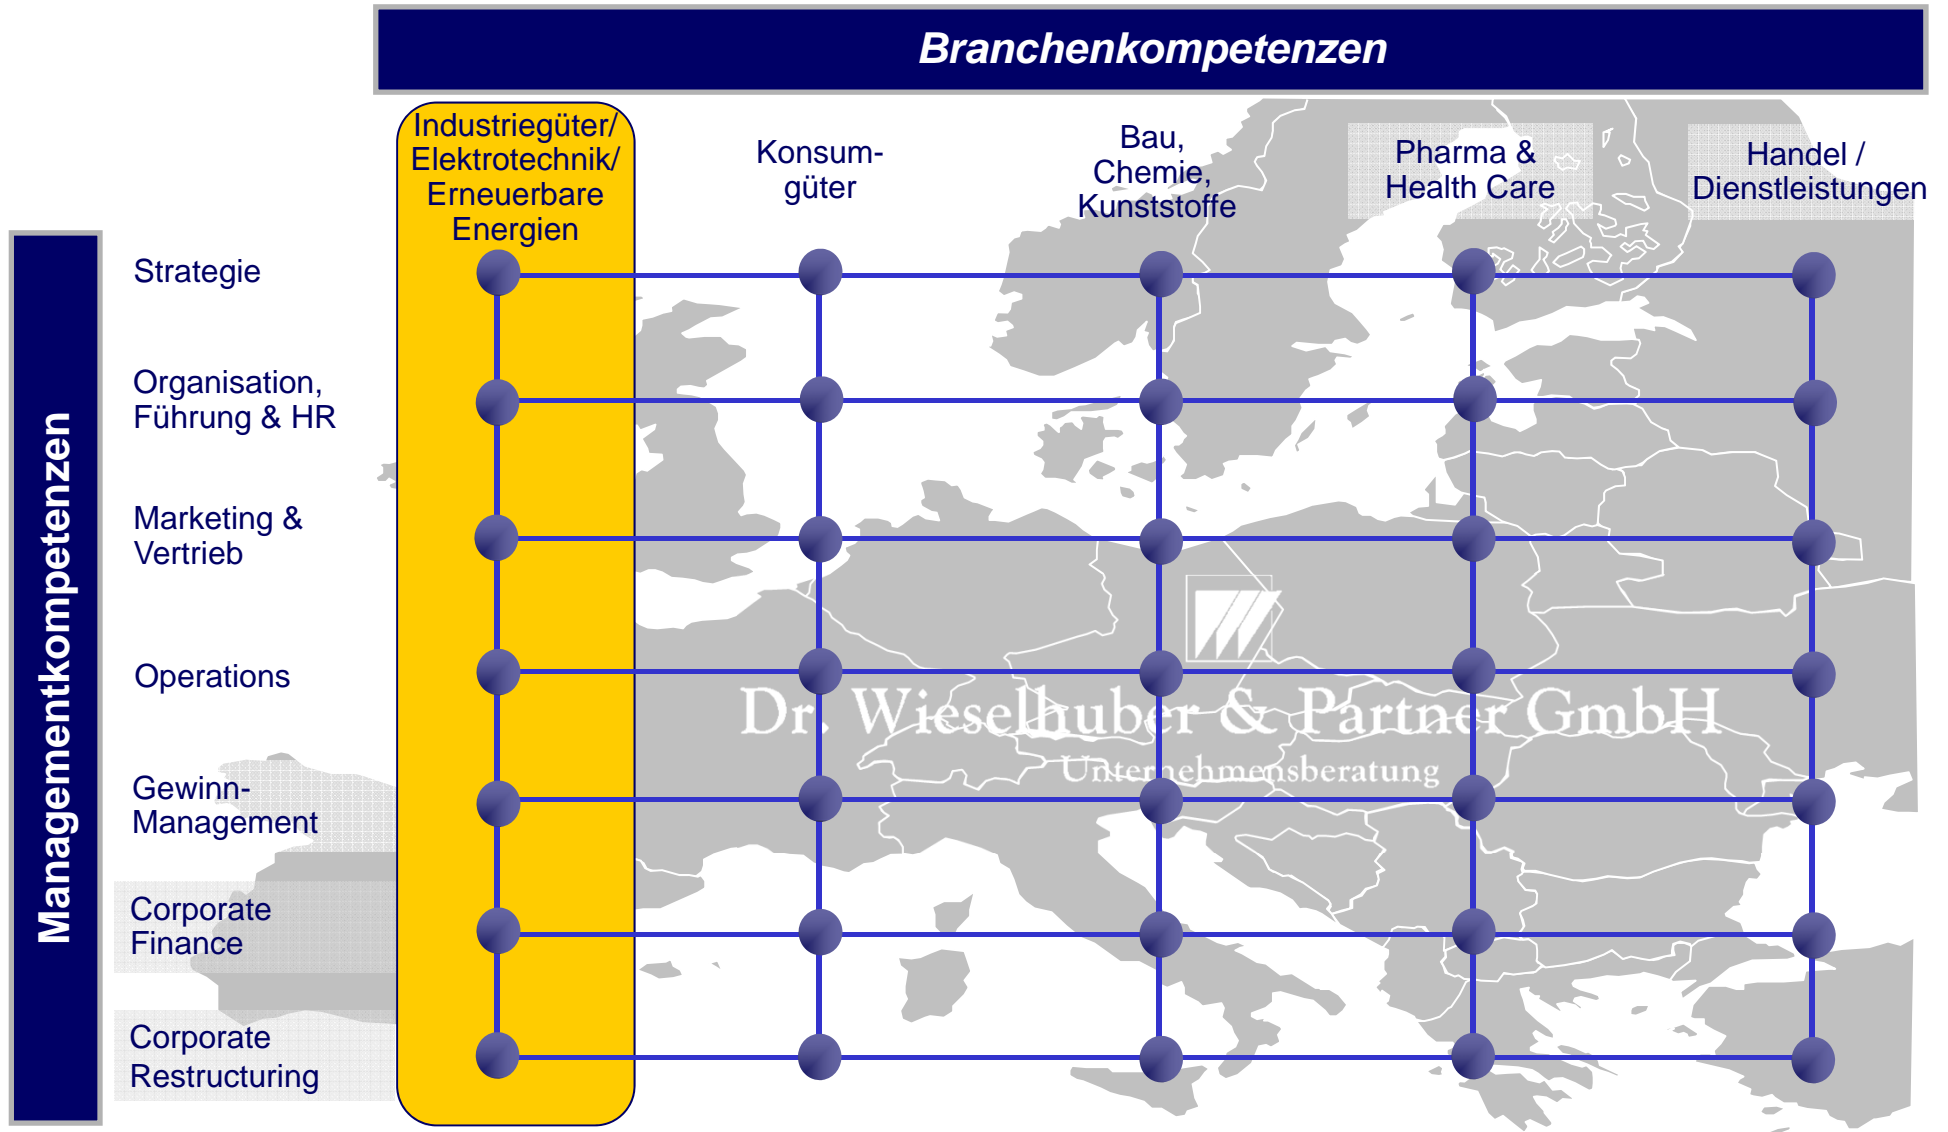 Branchenkompetenzen
Industriegüter/
Elektrotechnik/
Erneuerbare
Energien
Konsum-
güter
Bau,
Chemie,
Kunststoffe
Pharma &
Health Care
Handel /
Dienstleistungen
Managementkompetenzen
Strategie
Organisation,
Führung & HR
Marketing &
Vertrieb
Operations
Gewinn-
Management
Corporate
Finance
Corporate
Restructuring
Dr. Wieselhuber & Partner GmbH
Unternehmensberatung